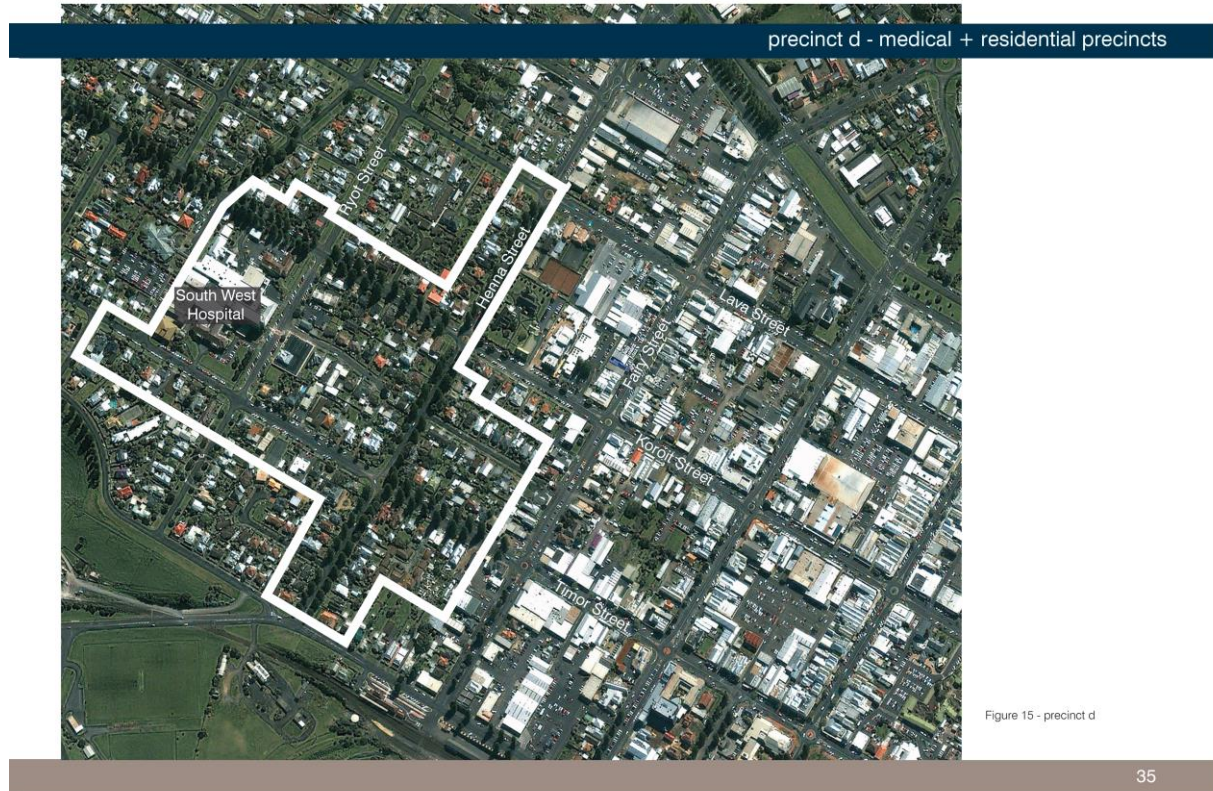 precinct d - medical + residential precincts
Ryot Street
Henna Street
South West
Hospital
Lava Street
Fairy Street
Koroit Street
Timor Street
Figure 15 - precinct d
35